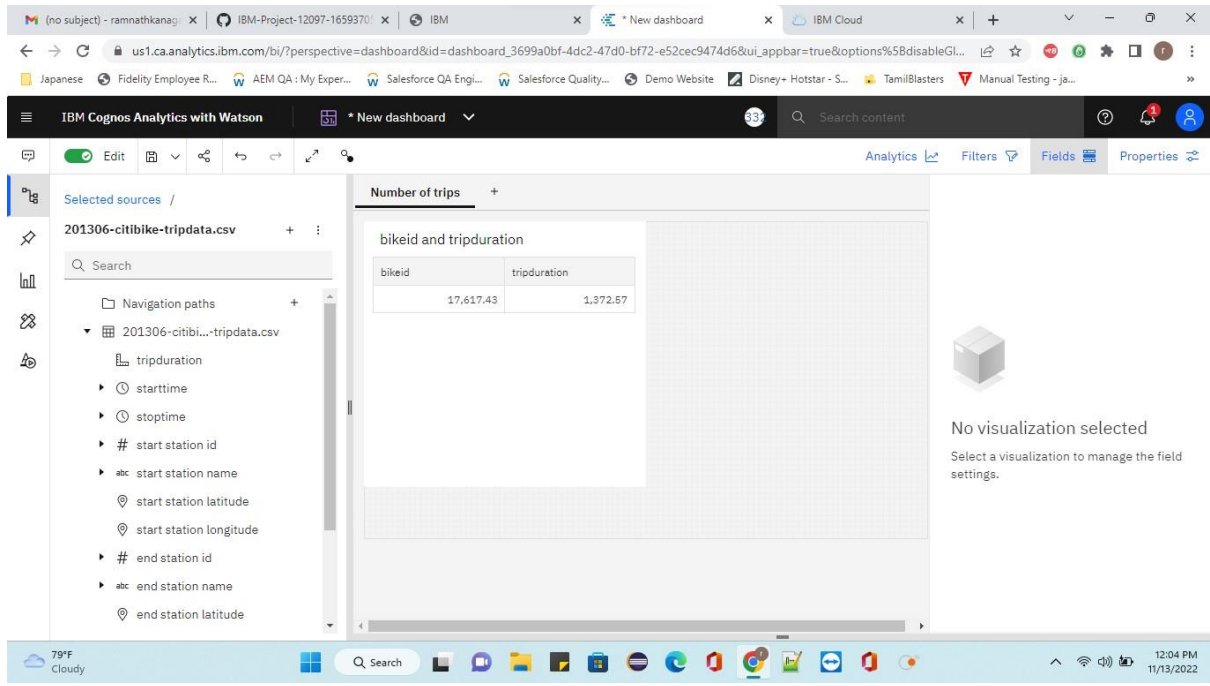 (no subject) - ramnathkanag
IBM-Project-12097-1659370
IBM
* New dashboard
IBM Cloud
us1.ca.analytics.ibm.com/bi/?perspective=dashboard&id=dashboard_3699a0bf-4dc2-47d0-bf72-e52cec9474d6&ui_appbar=true&options%5BdisableGl...
Japanese
Fidelity Employee R...
AEM QA : My Exper...
Salesforce QA Engi...
Salesforce Quality...
Demo Website
Disney+ Hotstar - S...
TamilBlasters
Manual Testing - ja...
IBM Cognos Analytics with Watson
* New dashboard
Search content
1
Edit
Analytics
Filters
Fields
Properties
Selected sources /
201306-citibike-tripdata.csv
Search
Navigation paths
201306-citibi...-tripdata.csv
tripduration
starttime
stoptime
# start station id
abc start station name
start station latitude
start station longitude
# end station id
abc end station name
end station latitude
Number of trips +
bikeid and tripduration
bikeid tripduration
17,617.43 1,372.57
No visualization selected
Select a visualization to manage the field
settings.
79°F
Cloudy
Search
12:04 PM
11/13/2022